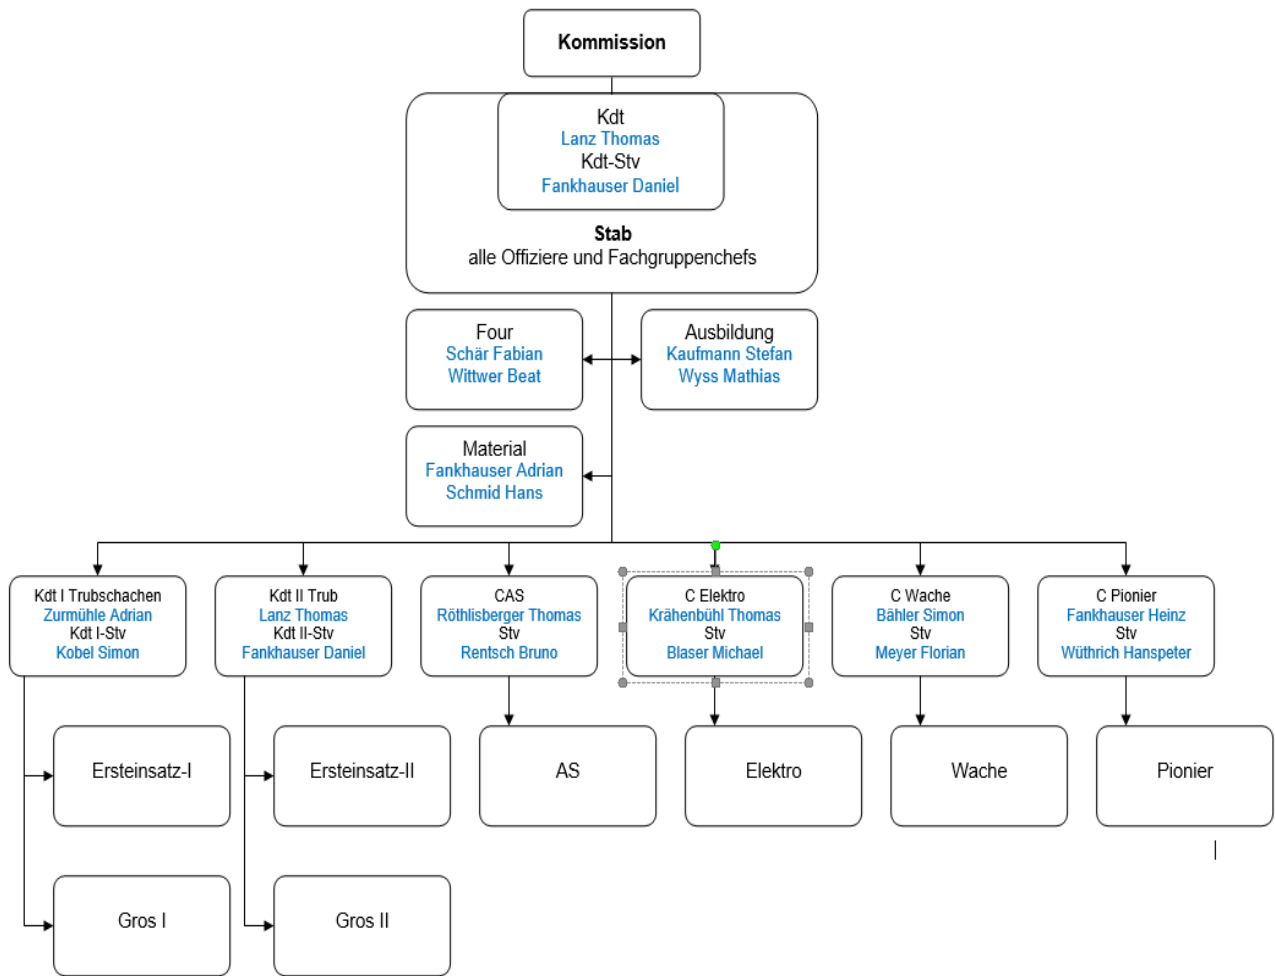 Kommission
Kdt
Lanz Thomas
Kdt-Stv
Fankhauser Daniel
Stab
alle Offiziere und Fachgruppenchefs
Four
Schär Fabian
Wittwer Beat
Ausbildung
Kaufmann Stefan
Wyss Mathias
Material
Fankhauser Adrian
Schmid Hans
Kdt I Trubschachen
Zurmühle Adrian
Kdt I-Stv
Kobel Simon
Kdt II Trub
Lanz Thomas
Kdt II-Stv
Fankhauser Daniel
CAS
Röthlisberger Thomas
Stv
Rentsch Bruno
C Elektro
Krähenbühl Thomas
Stv
Blaser Michael
C Wache
Bähler Simon
Stv
Meyer Florian
C Pionier
Fankhauser Heinz
Stv
Wüthrich Hanspeter
Ersteinsatz-I
Ersteinsatz-II
AS
Elektro
Wache
Pionier
Gros I
Gros II